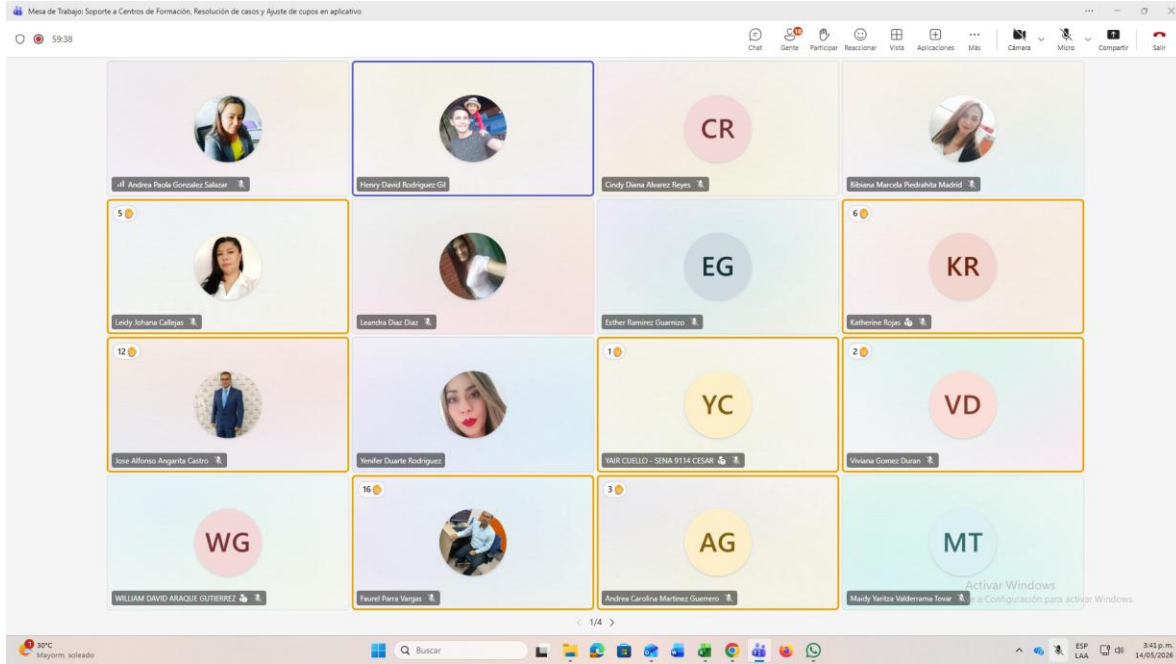 Mesa de Trabajo: Soporte a Centros de Formación, Resolución de casos y Ajuste de cupos en aplicativo
59:38
Chat Gente Participar Reaccionar Vista Aplicaciones Más Cámara Micro Compartir Salir
CR
Andrea Paola Gonzalez Salazar
Henry David Rodriguez Gil
Cindy Diana Alvarez Reyes
Bibiana Marcela Piedrahita Madrid
5
6
EG
KR
Leidy Johana Callejas
Leandra Diaz Diaz
Esther Ramirez Guarnizo
Katherine Rojas
12
1
2
YC
VD
Jose Alfonso Angarita Castro
Yenifer Duarte Rodriguez
YAIR CUELLO - SENA 9114 CESAR
Viviana Gomez Duran
16
3
WG
AG
MT
WILLIAM DAVID ARAQUE GUTIERREZ
Faurel Parra Vargas
Andrea Carolina Martinez Guerrero
Maidy Yaritza Valderrama Tovar
Activar Windows
a Configuración para activar Windows.
1/4
30°C
Mayorm. soleado
Buscar
ESP
LAA
3:41 p.m.
14/05/2026